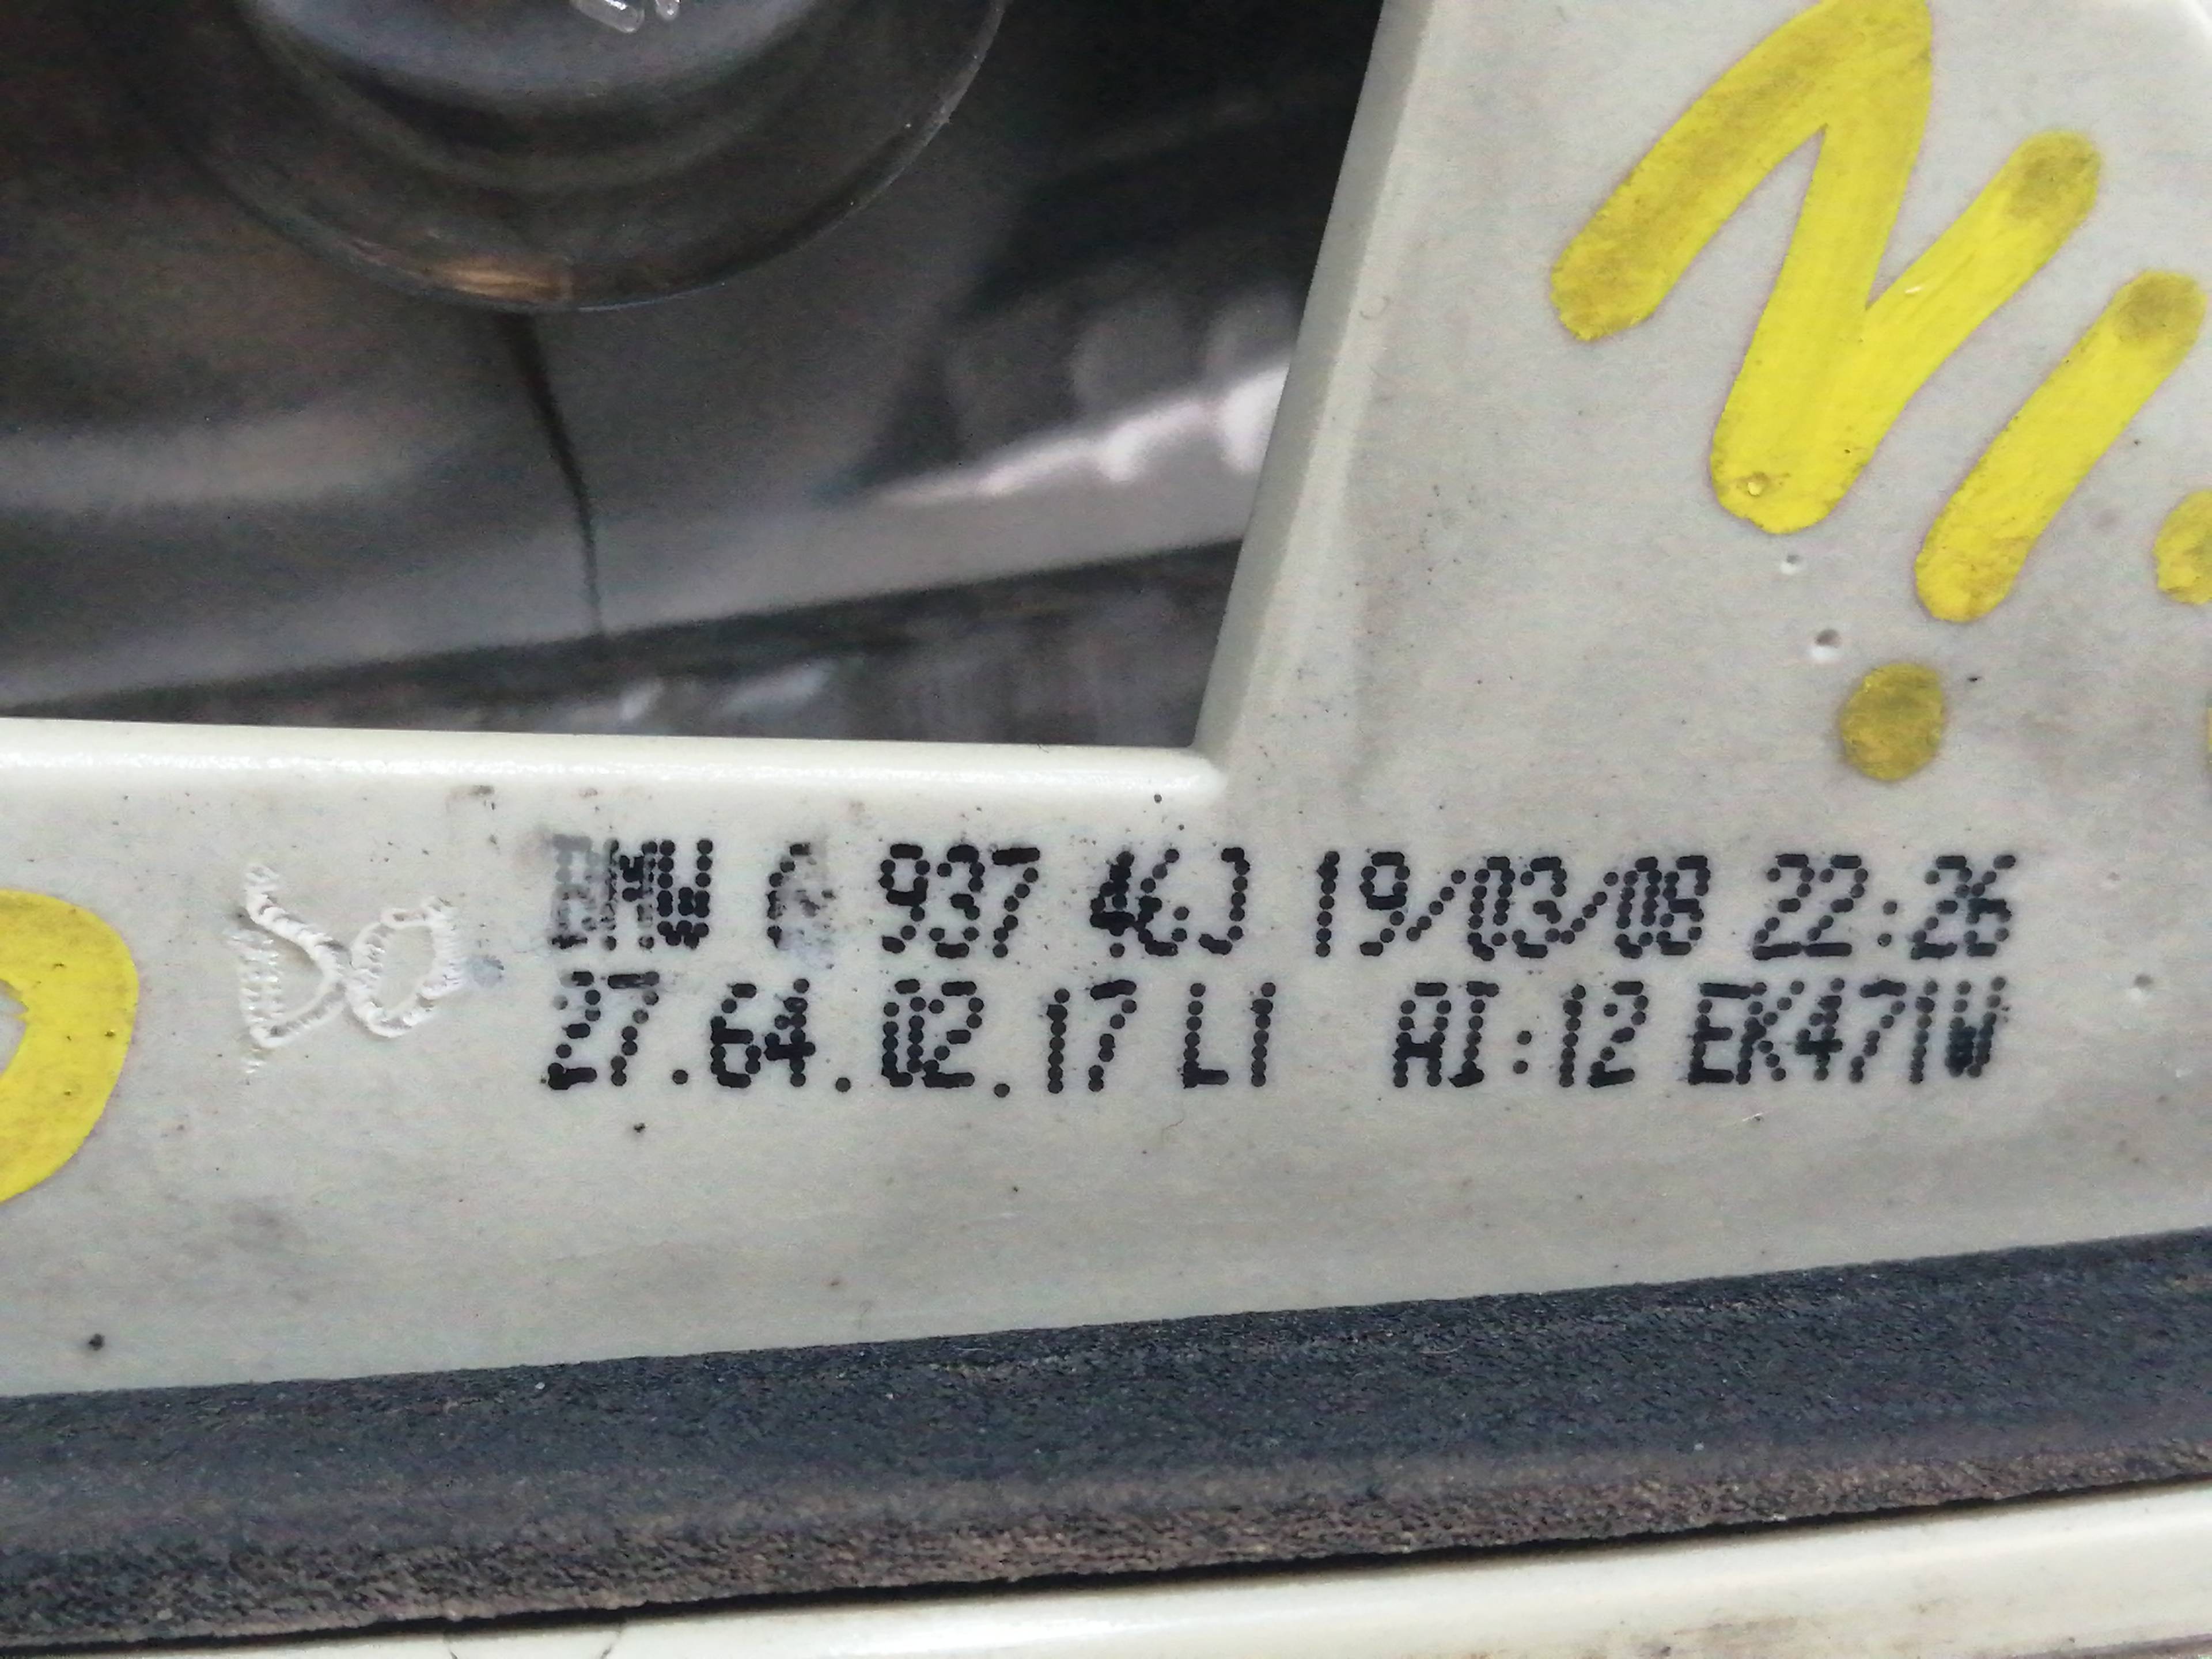 BMW 6 937 46J 19/03/08 22:26
27.64.02.17 L1 AI:12 EK471W